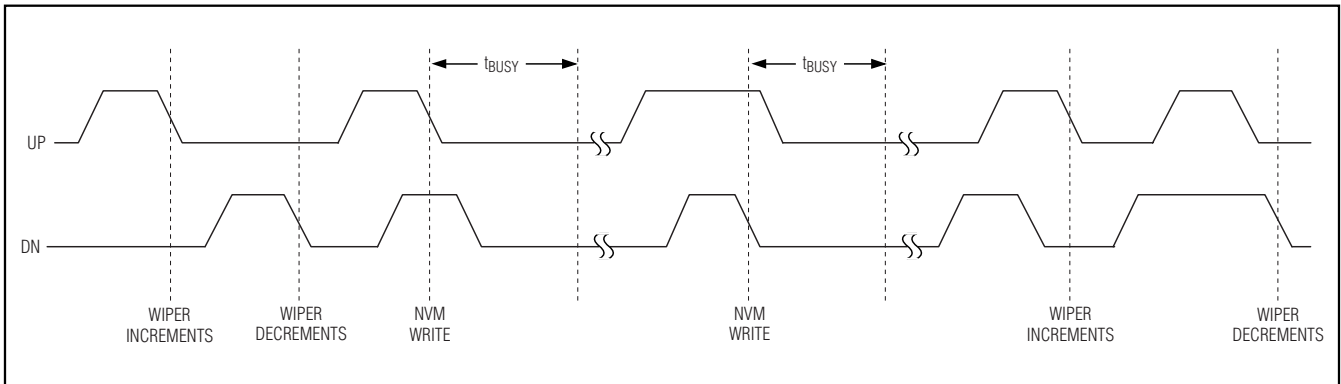 tBUSY
tBUSY
UP
DN
WIPER
INCREMENTS
WIPER
DECREMENTS
NVM
WRITE
NVM
WRITE
WIPER
INCREMENTS
WIPER
DECREMENTS